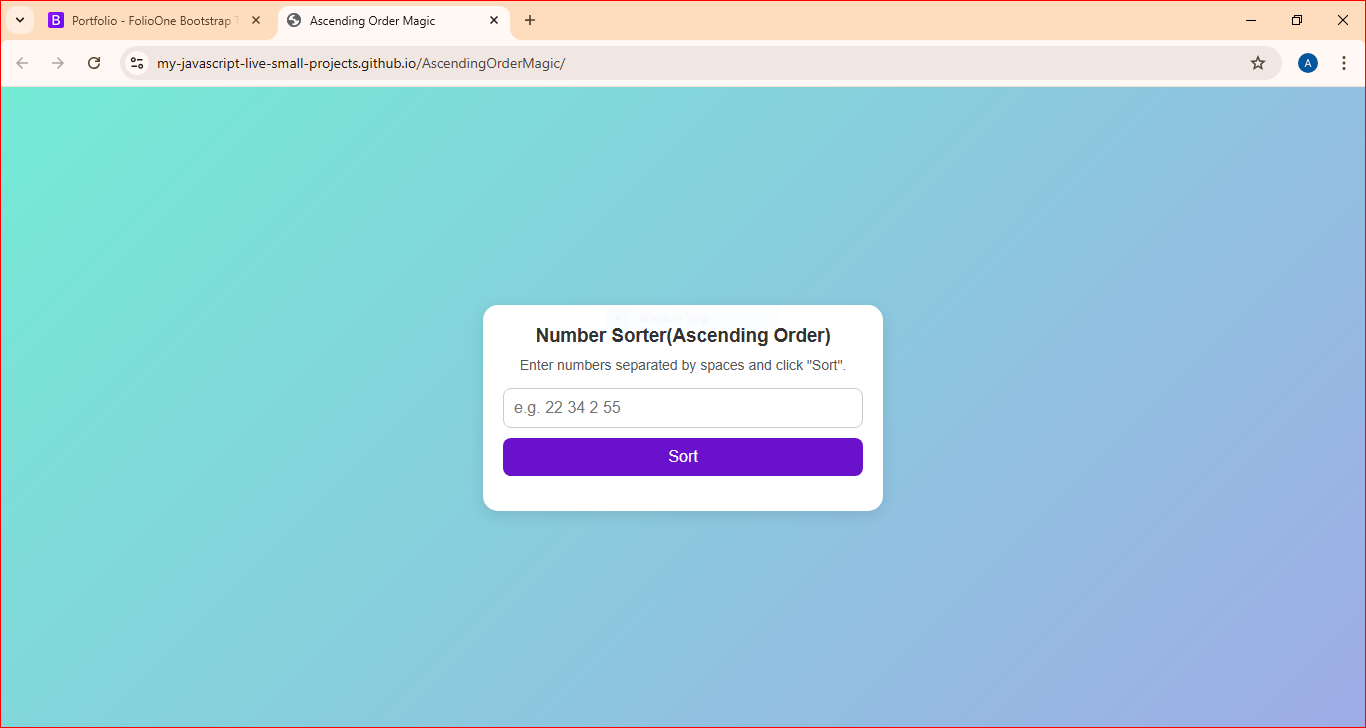 Portfolio - FolioOne Bootstrap
Ascending Order Magic
my-javascript-live-small-projects.github.io/AscendingOrderMagic/
A
Number Sorter(Ascending Order)
Enter numbers separated by spaces and click "Sort".
e.g. 22 34 2 55
Sort